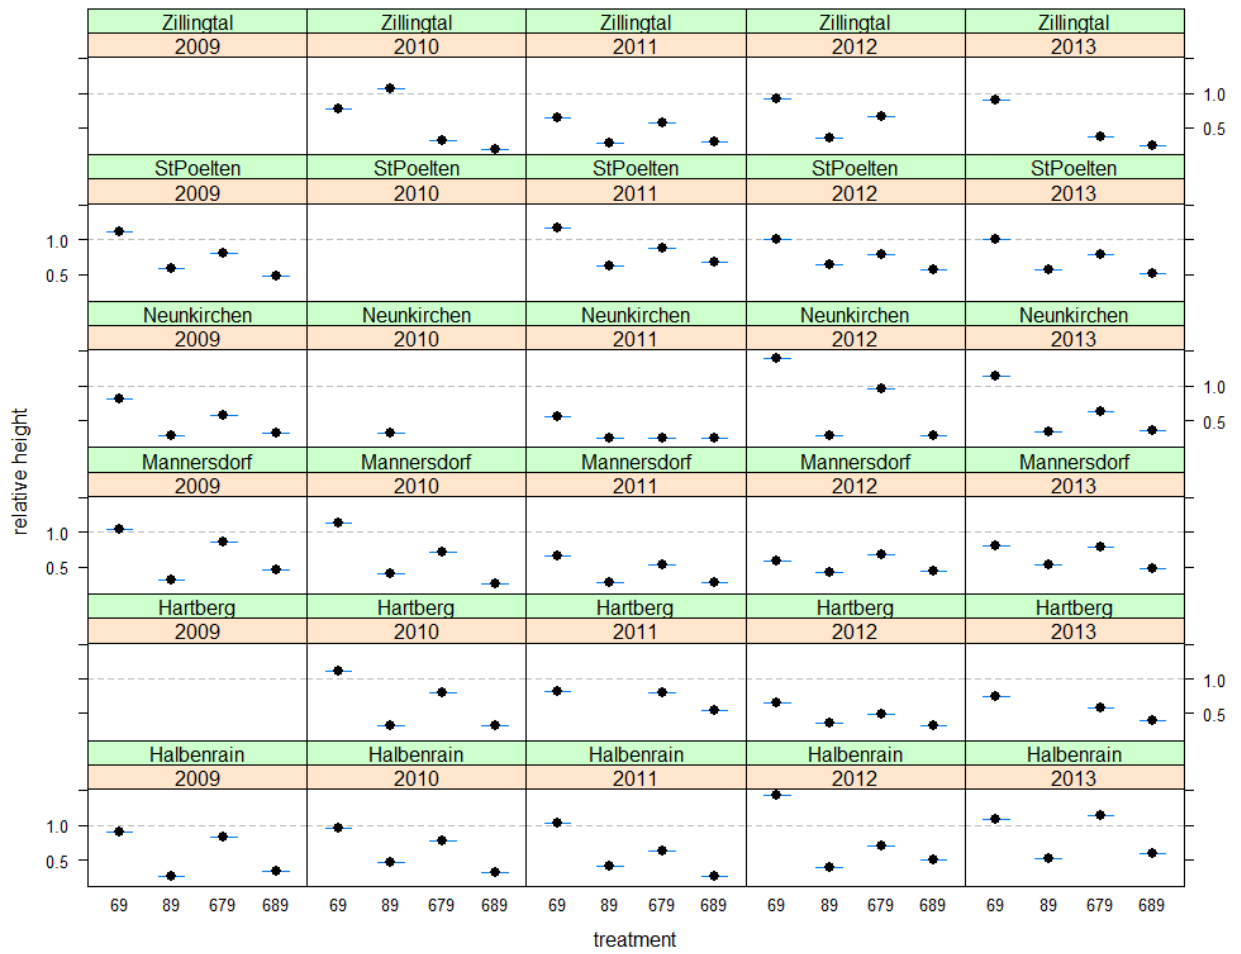 Zillingtal Zillingtal Zillingtal Zillingtal Zillingtal
2009 2010 2011 2012 2013
1.0
0.5
StPoelten StPoelten StPoelten StPoelten StPoelten
2009 2010 2011 2012 2013
1.0
0.5
Neunkirchen Neunkirchen Neunkirchen Neunkirchen Neunkirchen
2009 2010 2011 2012 2013
1.0
0.5
relative height
Mannersdorf Mannersdorf Mannersdorf Mannersdorf Mannersdorf
2009 2010 2011 2012 2013
1.0
0.5
Hartberg Hartberg Hartberg Hartberg Hartberg
2009 2010 2011 2012 2013
1.0
0.5
Halbenrain Halbenrain Halbenrain Halbenrain Halbenrain
2009 2010 2011 2012 2013
1.0
0.5
69 89 679 689 69 89 679 689 69 89 679 689 69 89 679 689 69 89 679 689
treatment